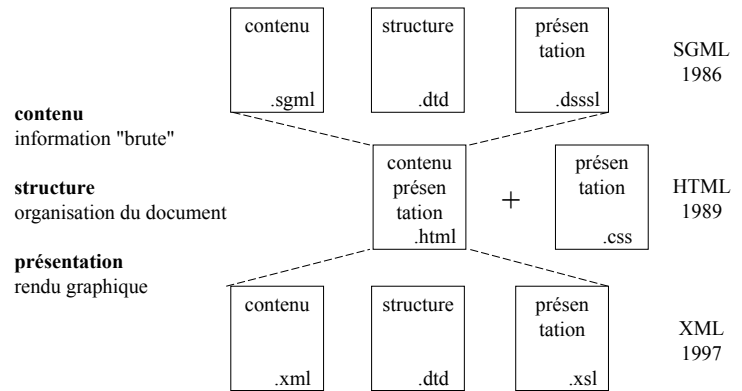 contenu
.sgml
structure
.dtd
présen
tation
.dsssl
SGML
1986
contenu
information "brute"
structure
organisation du document
présentation
rendu graphique
contenu
présen
tation
.html
+
présen
tation
.css
HTML
1989
contenu
.xml
structure
.dtd
présen
tation
.xsl
XML
1997